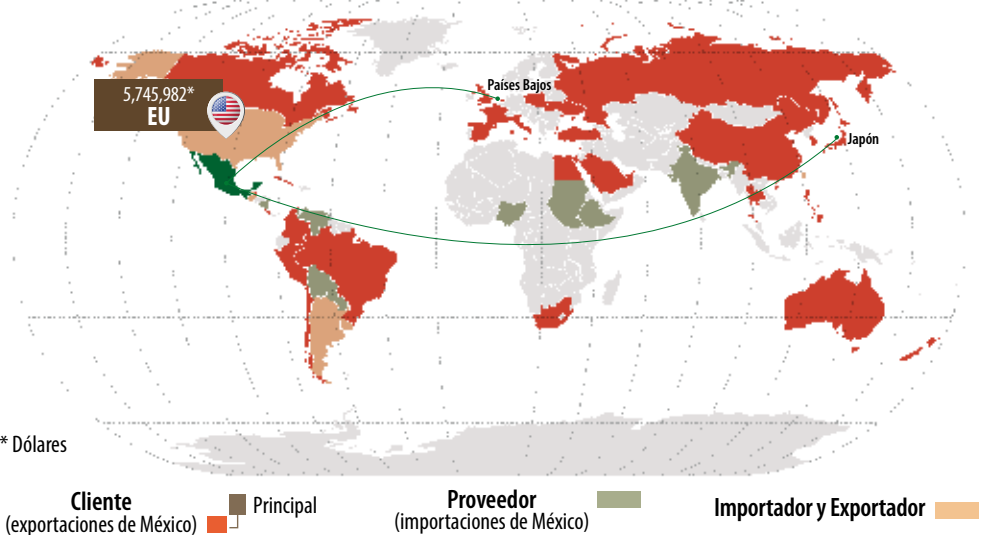 Países Bajos
5,745,982*
EU
Japón
* Dólares
Cliente
(exportaciones de México)
Principal
Proveedor
(importaciones de México)
Importador y Exportador